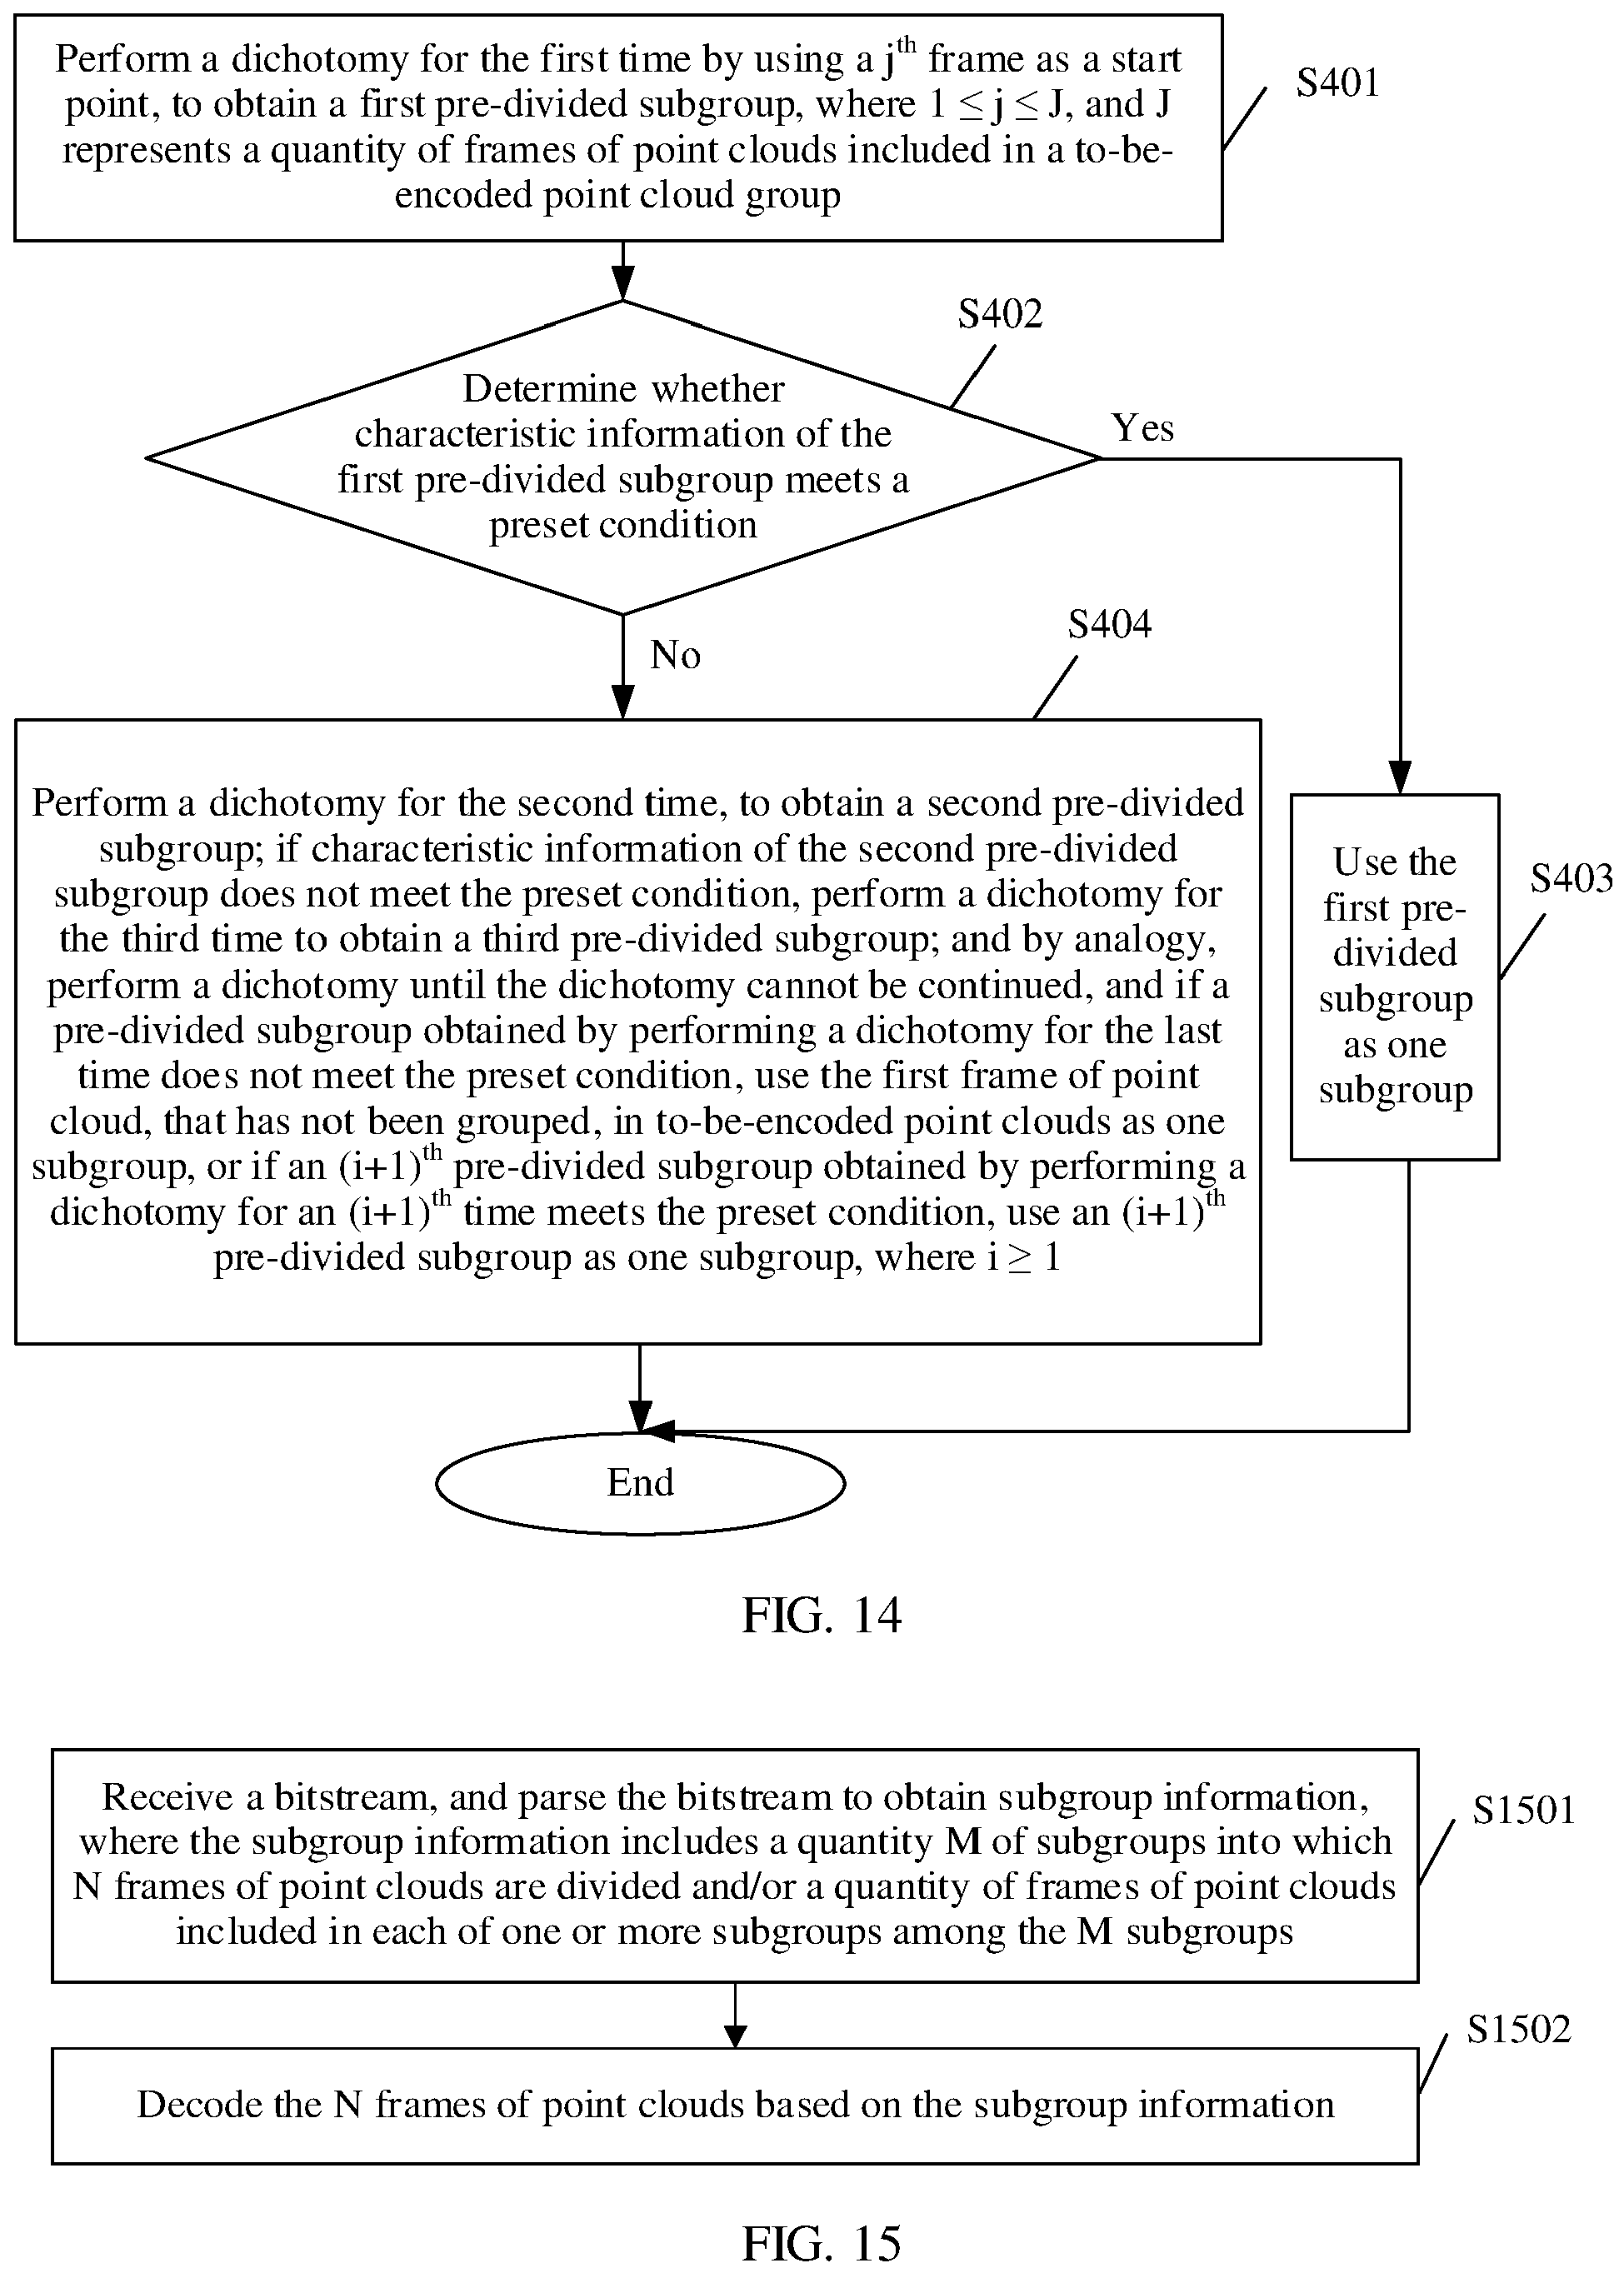 Perform a dichotomy for the first time by using a jth frame as a start
point, to obtain a first pre-divided subgroup, where 1 ≤ j ≤ J, and J
represents a quantity of frames of point clouds included in a to-be-
encoded point cloud group
S401
S402
Determine whether
characteristic information of the
first pre-divided subgroup meets a
preset condition
Yes
No
S404
Perform a dichotomy for the second time, to obtain a second pre-divided
subgroup; if characteristic information of the second pre-divided
subgroup does not meet the preset condition, perform a dichotomy for
the third time to obtain a third pre-divided subgroup; and by analogy,
perform a dichotomy until the dichotomy cannot be continued, and if a
pre-divided subgroup obtained by performing a dichotomy for the last
time does not meet the preset condition, use the first frame of point
cloud, that has not been grouped, in to-be-encoded point clouds as one
subgroup, or if an (i+1)th pre-divided subgroup obtained by performing a
dichotomy for an (i+1)th time meets the preset condition, use an (i+1)th
pre-divided subgroup as one subgroup, where i ≥ 1
Use the
first pre-
divided
subgroup
as one
subgroup
S403
End
FIG. 14
Receive a bitstream, and parse the bitstream to obtain subgroup information,
where the subgroup information includes a quantity M of subgroups into which
N frames of point clouds are divided and/or a quantity of frames of point clouds
included in each of one or more subgroups among the M subgroups
S1501
S1502
Decode the N frames of point clouds based on the subgroup information
FIG. 15